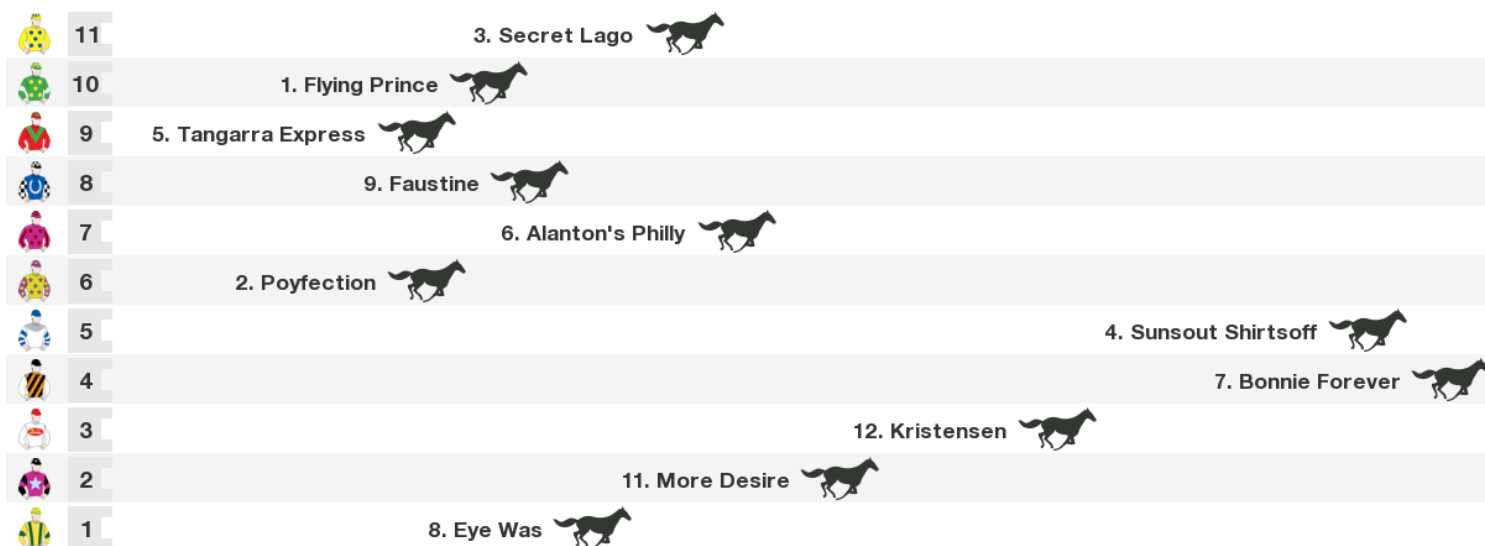 11 3. Secret Lago
10 1. Flying Prince
9 5. Tangarra Express
8 9. Faustine
7 6. Alanton's Philly
6 2. Poyfection
5 4. Sunsout Shirtsoff
4 7. Bonnie Forever
3 12. Kristensen
2 11. More Desire
1 8. Eye Was